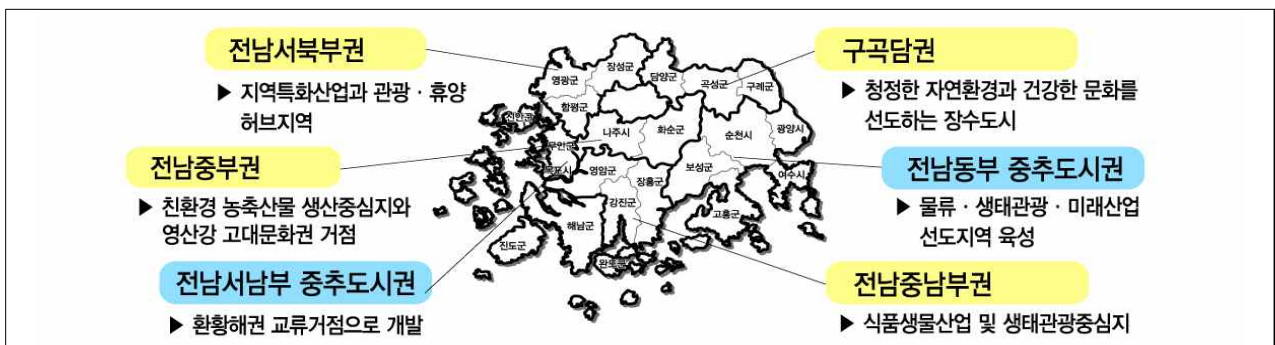 전남서북부권
▶ 지역특화산업과 관광 · 휴양
허브지역
전남중부권
▶ 친환경 농축산물 생산중심지와
영산강 고대문화권 거점
전남서남부 중추도시권
▶ 환황해권 교류거점으로 개발
영광군
장성군
담양군
곡성군
구례군
함평군
신안군
나주시
화순군
순천시
광양시
무안군
목포시
영암군
장흥군
보성군
여수시
강진군
고흥군
해남군
진도군
완도군
구곡담권
▶ 청정한 자연환경과 건강한 문화를
선도하는 장수도시
전남동부 중추도시권
▶ 물류 · 생태관광 · 미래산업
선도지역 육성
전남중남부권
▶ 식품생물산업 및 생태관광중심지